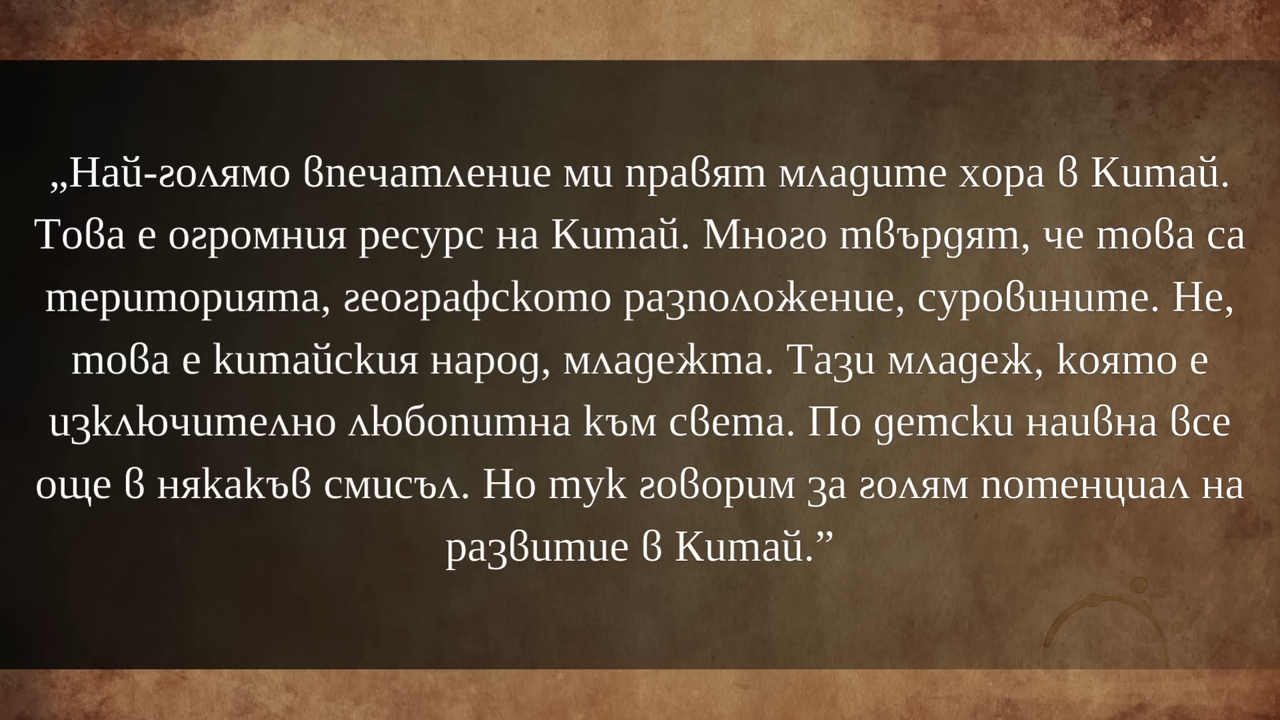 „Най-голямо впечатление ми правят младите хора в Китай.
Това е огромния ресурс на Китай. Много твърдят, че това са
територията, географското разположение, суровините. Не,
това е китайския народ, младежта. Тази младеж, която е
изключително любопитна към света. По детски наивна все
още в някакъв смисъл. Но тук говорим за голям потенциал на
развитие в Китай.”